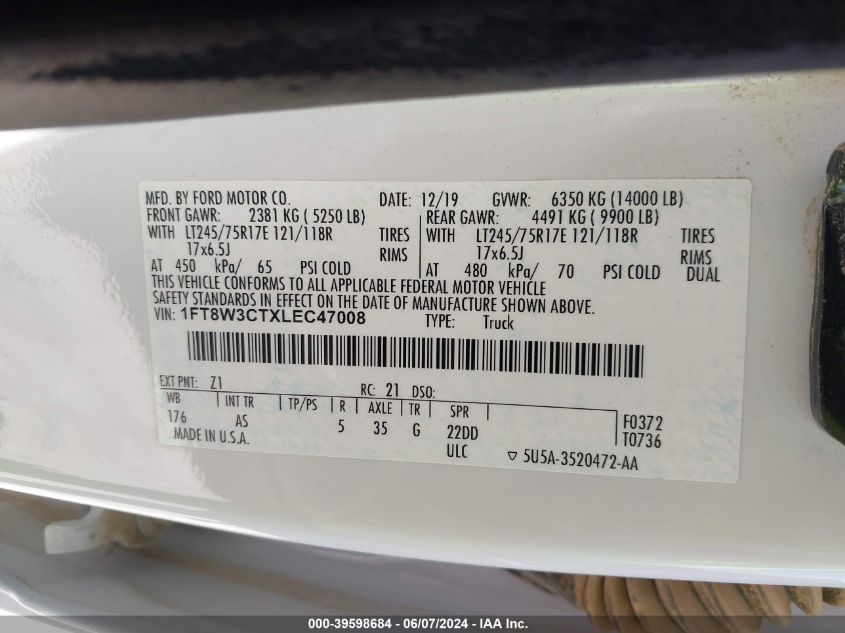 MFD. BY FORD MOTOR CO. DATE: 12/19 GVWR: 6350 KG (14000 LB)
FRONT GAWR: 2381 KG ( 5250 LB) REAR GAWR: 4491 KG ( 9900 LB)
WITH LT245/75R17E 121/118R TIRES WITH LT245/75R17E 121/118R TIRES
17x6.5J RIMS 17x6.5J RIMS
AT 450 kPa/ 65 PSI COLD AT 480 kPa/ 70 PSI COLD DUAL
THIS VEHICLE CONFORMS TO ALL APPLICABLE FEDERAL MOTOR VEHICLE
SAFETY STANDARDS IN EFFECT ON THE DATE OF MANUFACTURE SHOWN ABOVE.
VIN: 1FT8W3CTXLEC47008 TYPE: Truck
EXT PNT: Z1 RC: 21 DSO:
WB INT TR TP/PS R AXLE TR SPR F0372
176 AS 5 35 G 22DD T0736
MADE IN U.S.A. ULC ▽ 5U5A-3520472-AA
000-39598684 - 06/07/2024 - IAA Inc.